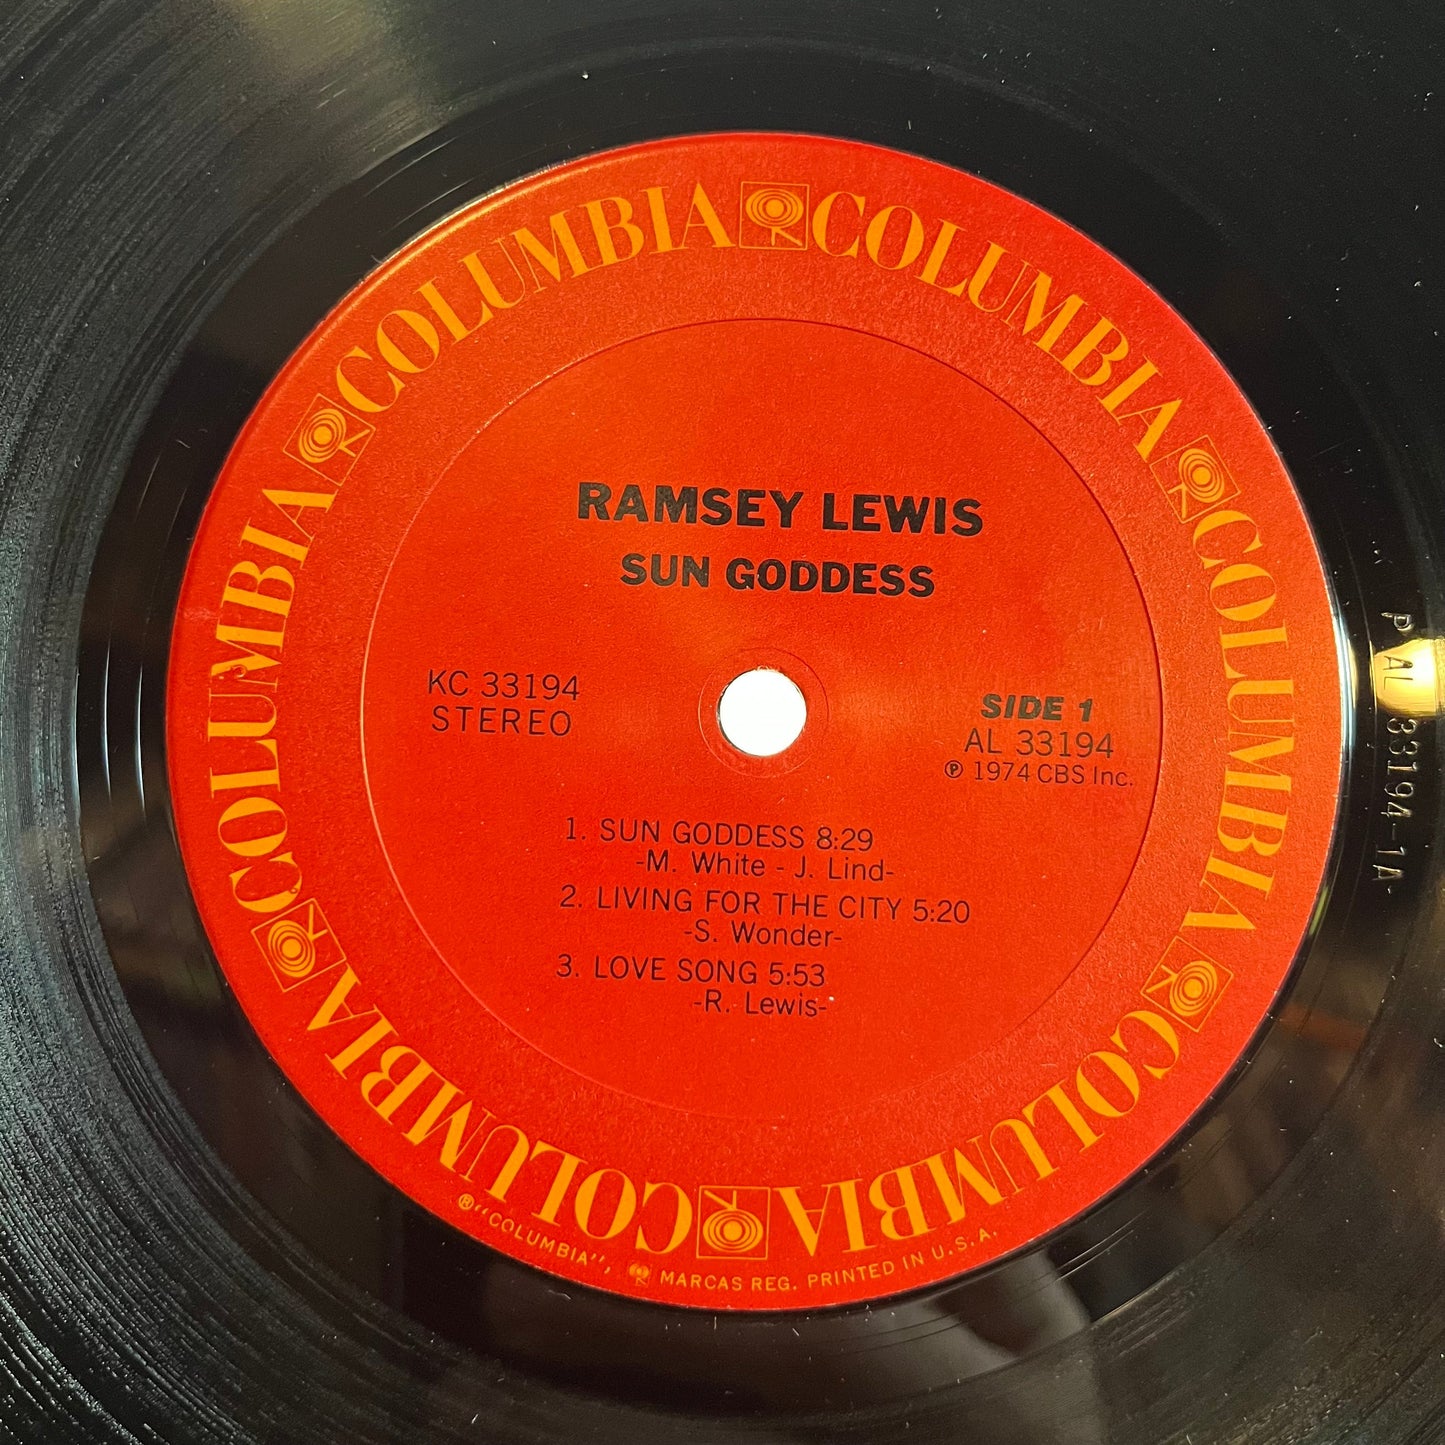 COLUMBIA COLUMBIA COLUMBIA COLUMBIA COLUMBIA COLUMBIA
RAMSEY LEWIS
SUN GODDESS
KC 33194
STEREO
SIDE 1
AL 33194
℗ 1974 CBS Inc.
1. SUN GODDESS 8:29
-M. White - J. Lind-
2. LIVING FOR THE CITY 5:20
-S. Wonder-
3. LOVE SONG 5:53
-R. Lewis-
®"COLUMBIA", MARCAS REG. PRINTED IN U.S.A.
P AL 33194-1A